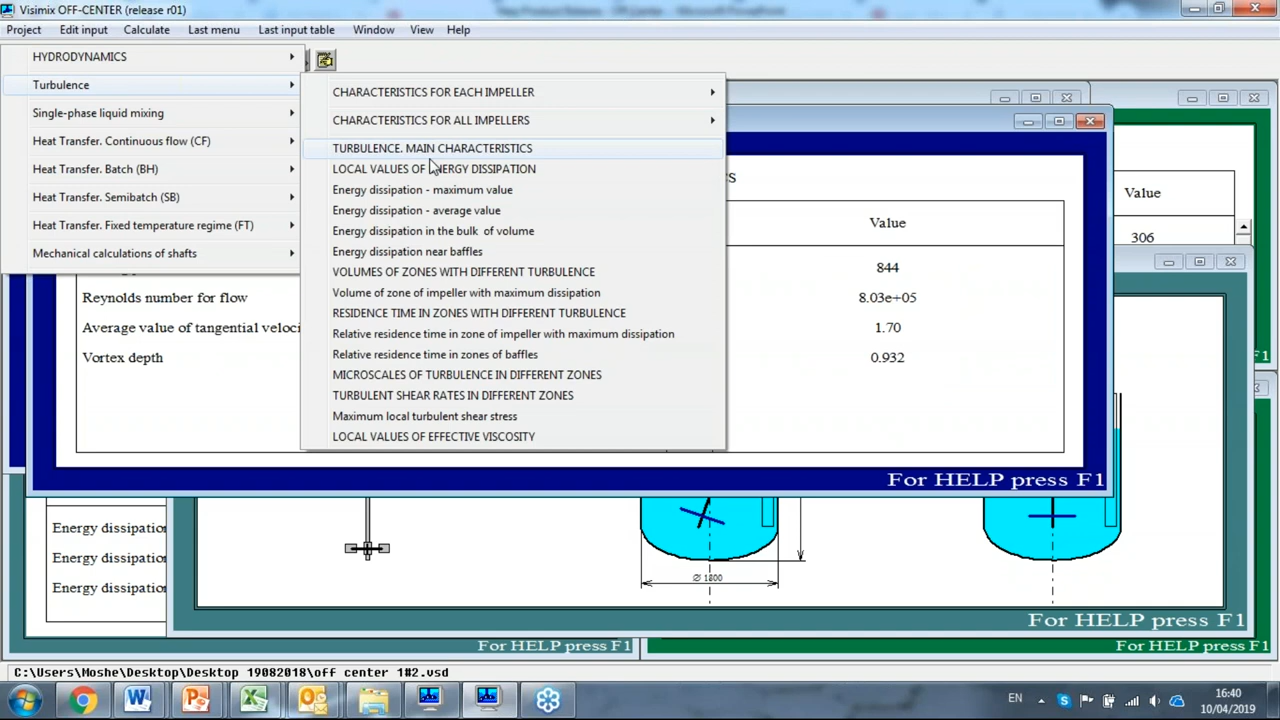 Visimix OFF-CENTER (release r01)
Project Edit input Calculate Last menu Last input table Window View Help
HYDRODYNAMICS
Turbulence
Single-phase liquid mixing
Heat Transfer. Continuous flow (CF)
Heat Transfer. Batch (BH)
Heat Transfer. Semibatch (SB)
Heat Transfer. Fixed temperature regime (FT)
Mechanical calculations of shafts
CHARACTERISTICS FOR EACH IMPELLER
CHARACTERISTICS FOR ALL IMPELLERS
TURBULENCE. MAIN CHARACTERISTICS
LOCAL VALUES OF ENERGY DISSIPATION
Energy dissipation - maximum value
Energy dissipation - average value
Energy dissipation in the bulk of volume
Energy dissipation near baffles
VOLUMES OF ZONES WITH DIFFERENT TURBULENCE
Volume of zone of impeller with maximum dissipation
RESIDENCE TIME IN ZONES WITH DIFFERENT TURBULENCE
Relative residence time in zone of impeller with maximum dissipation
Relative residence time in zones of baffles
MICROSCALES OF TURBULENCE IN DIFFERENT ZONES
TURBULENT SHEAR RATES IN DIFFERENT ZONES
Maximum local turbulent shear stress
LOCAL VALUES OF EFFECTIVE VISCOSITY
Value
844
Reynolds number for flow 8.03e+05
Average value of tangential veloci 1.70
Vortex depth 0.932
For HELP press F1
Value
306
Energy dissipation
Energy dissipation
Energy dissipation
Ø 1800
For HELP press F1
For HELP press F1
For HELP press F1
C:\Users\Moshe\Desktop\Desktop 19082018\off center 1#2.vsd
EN
16:40
10/04/2019